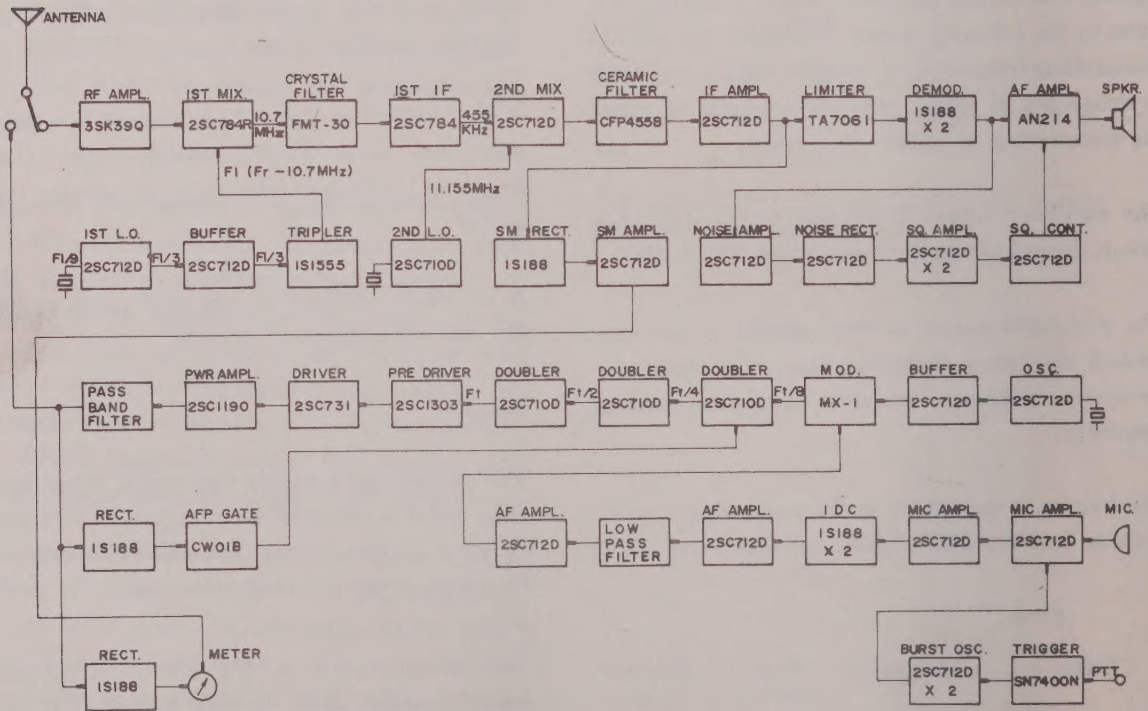 ANTENNA
RF AMPL.
3SK39Q
1ST MIX.
2SC784R
10.7
MHz
CRYSTAL
FILTER
FMT-30
1ST IF
2SC784
455
KHz
2ND MIX
2SC712D
CERAMIC
FILTER
CFP455B
IF AMPL.
2SC712D
LIMITER
TA7061
DEMOD.
1S188
X 2
AF AMPL.
AN214
SPKR.
F1 (Fr -10.7MHz)
11.155MHz
F1/9
1ST L.O.
2SC712D
F1/3
BUFFER
2SC712D
F1/3
TRIPLER
1S1555
2ND L.O.
2SC710D
SM RECT.
1S188
SM AMPL.
2SC712D
NOISE AMPL.
2SC712D
NOISE RECT.
2SC712D
SQ. AMPL.
2SC712D
X 2
SQ. CONT.
2SC712D
PASS
BAND
FILTER
PWR AMPL.
2SC1190
DRIVER
2SC731
PRE DRIVER
2SC1303
Ft
DOUBLER
2SC710D
Ft/2
DOUBLER
2SC710D
Ft/4
DOUBLER
2SC710D
Ft/8
MOD.
MX-1
BUFFER
2SC712D
OSC.
2SC712D
RECT.
1S188
AFP GATE
CW01B
AF AMPL.
2SC712D
LOW
PASS
FILTER
AF AMPL.
2SC712D
IDC
1S188
X 2
MIC AMPL.
2SC712D
MIC AMPL.
2SC712D
MIC.
RECT.
1S188
METER
BURST OSC.
2SC712D
X 2
TRIGGER
SN7400N
PTT